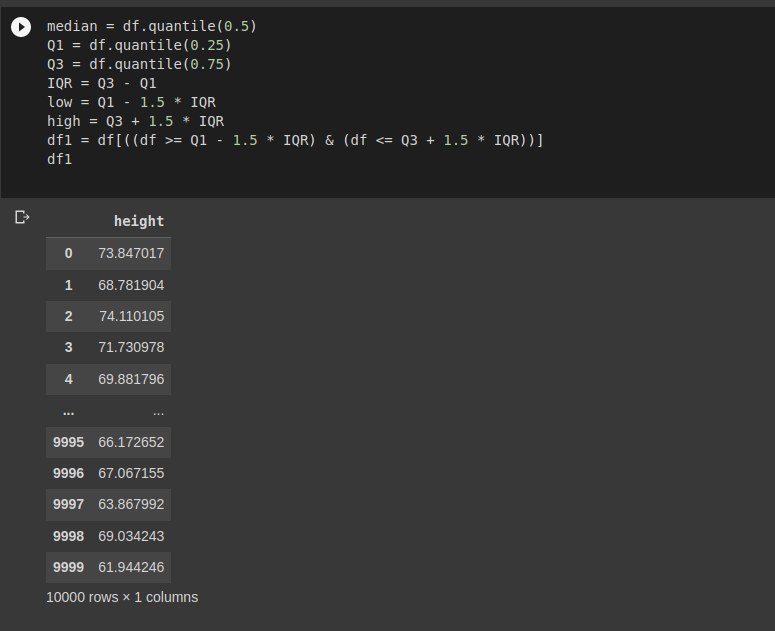 median = df.quantile(0.5)
Q1 = df.quantile(0.25)
Q3 = df.quantile(0.75)
IQR = Q3 - Q1
low = Q1 - 1.5 * IQR
high = Q3 + 1.5 * IQR
df1 = df[((df >= Q1 - 1.5 * IQR) & (df <= Q3 + 1.5 * IQR))]
df1
height
0 73.847017
1 68.781904
2 74.110105
3 71.730978
4 69.881796
... ...
9995 66.172652
9996 67.067155
9997 63.867992
9998 69.034243
9999 61.944246
10000 rows × 1 columns